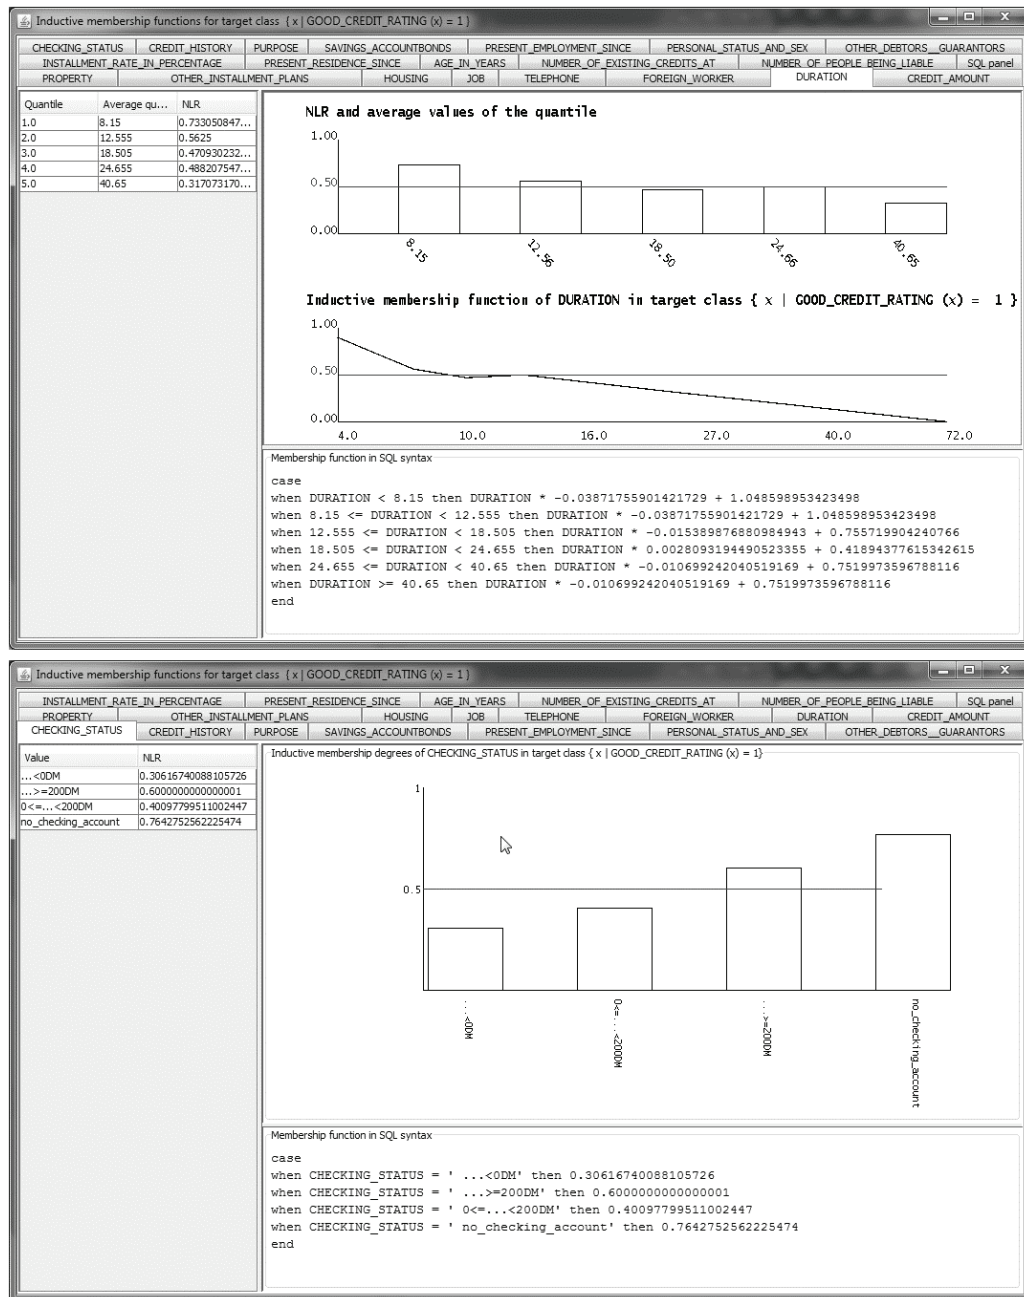 Inductive membership functions for target class { x | GOOD_CREDIT_RATING (x) = 1 }
CHECKING_STATUS CREDIT_HISTORY PURPOSE SAVINGS_ACCOUNTBONDS PRESENT_EMPLOYMENT_SINCE PERSONAL_STATUS_AND_SEX OTHER_DEBTORS__GUARANTORS
INSTALLMENT_RATE_IN_PERCENTAGE PRESENT_RESIDENCE_SINCE AGE_IN_YEARS NUMBER_OF_EXISTING_CREDITS_AT NUMBER_OF_PEOPLE_BEING_LIABLE SQL panel
PROPERTY OTHER_INSTALLMENT_PLANS HOUSING JOB TELEPHONE FOREIGN_WORKER DURATION CREDIT_AMOUNT
Quantile Average qu... NLR
1.0 8.15 0.733050847...
2.0 12.555 0.5625
3.0 18.505 0.470930232...
4.0 24.655 0.488207547...
5.0 40.65 0.317073170...
NLR and average values of the quantile
1.00
0.50
0.00
8.15 12.56 18.50 24.66 40.65
Inductive membership function of DURATION in target class { x | GOOD_CREDIT_RATING (x) = 1 }
1.00
0.50
0.00
4.0 10.0 16.0 27.0 40.0 72.0
Membership function in SQL syntax
case
when DURATION < 8.15 then DURATION * -0.03871755901421729 + 1.048598953423498
when 8.15 <= DURATION < 12.555 then DURATION * -0.03871755901421729 + 1.048598953423498
when 12.555 <= DURATION < 18.505 then DURATION * -0.015389876880984943 + 0.755719904240766
when 18.505 <= DURATION < 24.655 then DURATION * 0.0028093194490523355 + 0.41894377615342615
when 24.655 <= DURATION < 40.65 then DURATION * -0.010699242040519169 + 0.7519973596788116
when DURATION >= 40.65 then DURATION * -0.010699242040519169 + 0.7519973596788116
end
Inductive membership functions for target class { x | GOOD_CREDIT_RATING (x) = 1 }
INSTALLMENT_RATE_IN_PERCENTAGE PRESENT_RESIDENCE_SINCE AGE_IN_YEARS NUMBER_OF_EXISTING_CREDITS_AT NUMBER_OF_PEOPLE_BEING_LIABLE SQL panel
PROPERTY OTHER_INSTALLMENT_PLANS HOUSING JOB TELEPHONE FOREIGN_WORKER DURATION CREDIT_AMOUNT
CHECKING_STATUS CREDIT_HISTORY PURPOSE SAVINGS_ACCOUNTBONDS PRESENT_EMPLOYMENT_SINCE PERSONAL_STATUS_AND_SEX OTHER_DEBTORS__GUARANTORS
Value NLR
...<0DM 0.30616740088105726
...>=200DM 0.6000000000000001
0<=...<200DM 0.40097799511002447
no_checking_account 0.7642752562225474
Inductive membership degrees of CHECKING_STATUS in target class { x | GOOD_CREDIT_RATING (x) = 1}
1
0.5
...<0DM 0<=...<200DM ...>=200DM no_checking_account
Membership function in SQL syntax
case
when CHECKING_STATUS = ' ...<0DM' then 0.30616740088105726
when CHECKING_STATUS = ' ...>=200DM' then 0.6000000000000001
when CHECKING_STATUS = ' 0<=...<200DM' then 0.40097799511002447
when CHECKING_STATUS = ' no_checking_account' then 0.7642752562225474
end